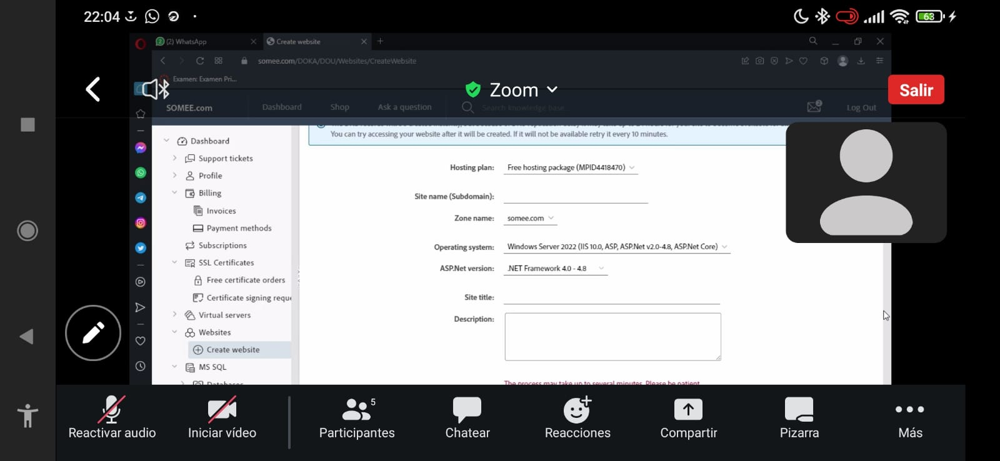 22:04
63
(2) WhatsApp
Create website
somee.com/DOKA/DOU/Websites/CreateWebsite
Examen: Examen Pri...
Zoom
Salir
SOMEE.com
Dashboard
Shop
Ask a question
Search knowledge base...
2
Log Out
You can try accessing your website after it will be created. If it will not be available retry it every 10 minutes.
Dashboard
Support tickets
Profile
Billing
Invoices
Payment methods
Subscriptions
SSL Certificates
Free certificate orders
Certificate signing reque
Virtual servers
Websites
Create website
MS SQL
Databases
Hosting plan: Free hosting package (MPID4418470)
Site name (Subdomain):
Zone name: somee.com
Operating system: Windows Server 2022 (IIS 10.0, ASP, ASP.Net v2.0-4.8, ASP.Net Core)
ASP.Net version: .NET Framework 4.0 - 4.8
Site title:
Description:
The process may take up to several minutes. Please be patient.
Reactivar audio
Iniciar vídeo
5
Participantes
Chatear
Reacciones
Compartir
Pizarra
Más